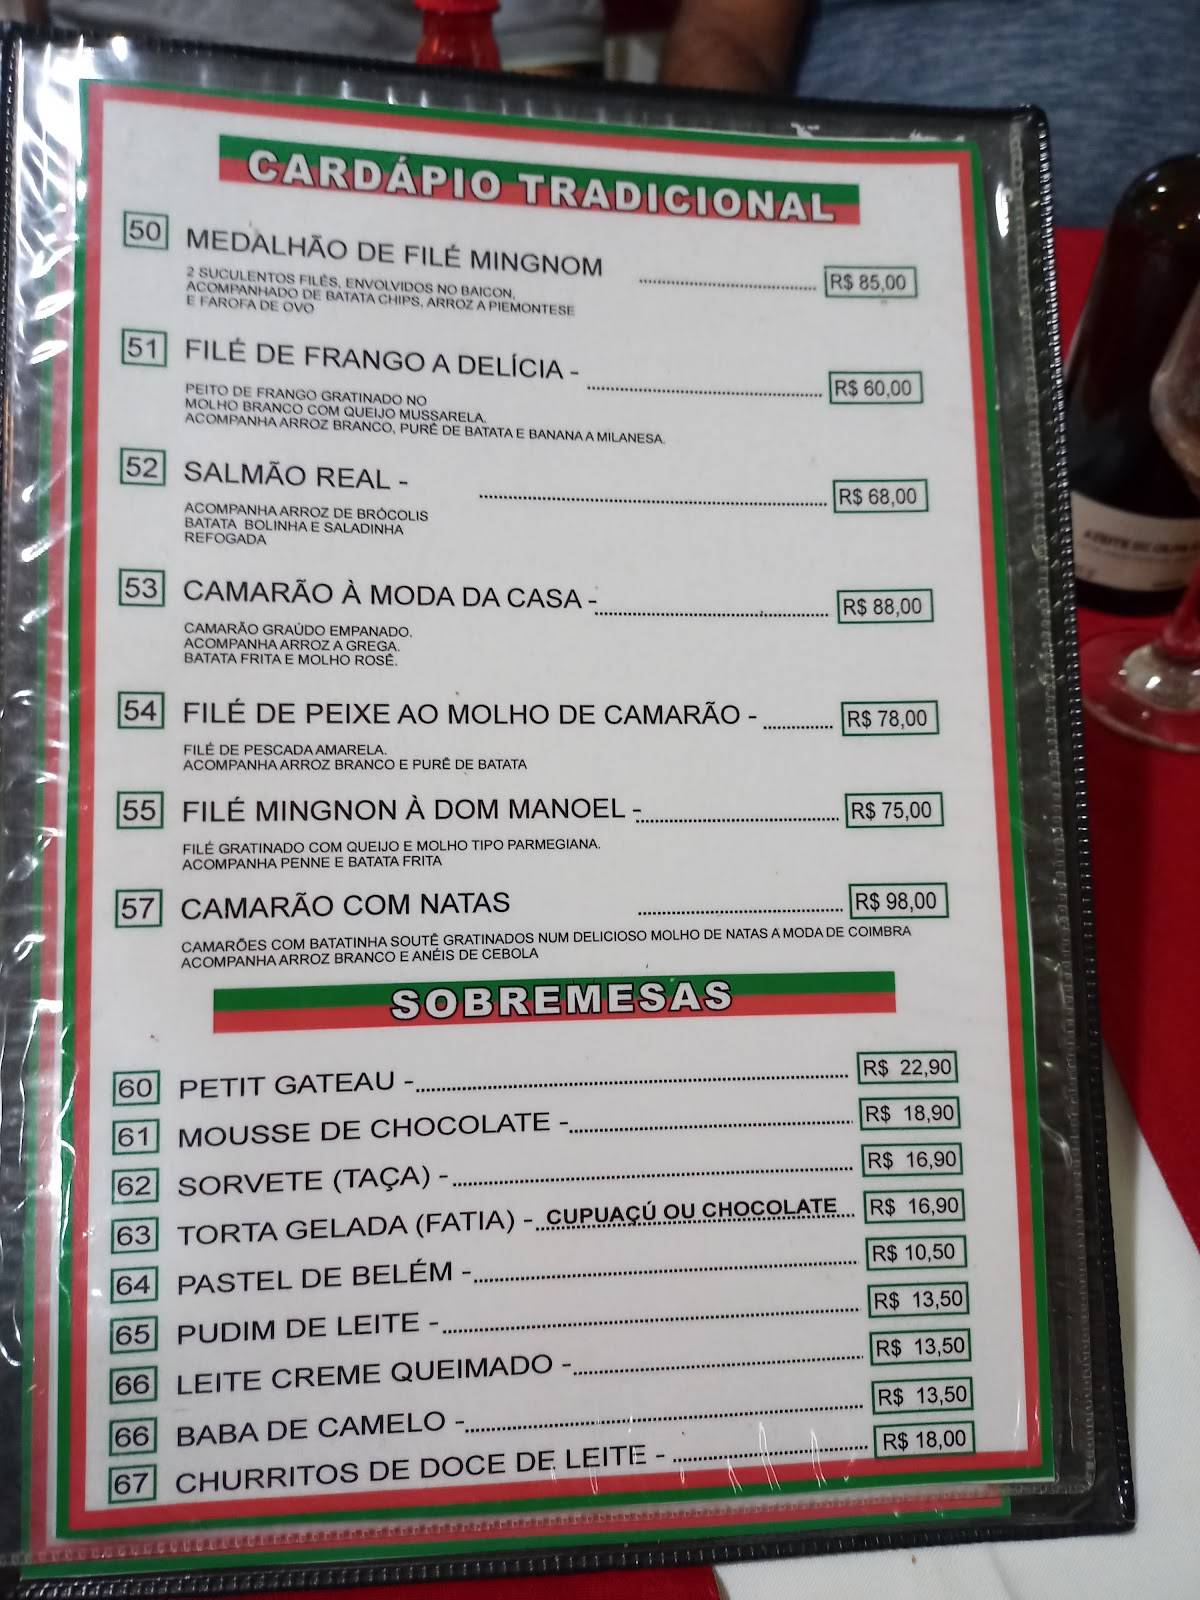 CARDÁPIO TRADICIONAL
50 MEDALHÃO DE FILÉ MINGNOM ........ R$ 85,00
2 SUCULENTOS FILÉS, ENVOLVIDOS NO BAICON,
ACOMPANHADO DE BATATA CHIPS, ARROZ A PIEMONTESE
E FAROFA DE OVO
51 FILÉ DE FRANGO A DELÍCIA - ........ R$ 60,00
PEITO DE FRANGO GRATINADO NO
MOLHO BRANCO COM QUEIJO MUSSARELA.
ACOMPANHA ARROZ BRANCO, PURÊ DE BATATA E BANANA A MILANESA.
52 SALMÃO REAL - ........ R$ 68,00
ACOMPANHA ARROZ DE BRÓCOLIS
BATATA BOLINHA E SALADINHA
REFOGADA
53 CAMARÃO À MODA DA CASA - ........ R$ 88,00
CAMARÃO GRAÚDO EMPANADO.
ACOMPANHA ARROZ A GREGA.
BATATA FRITA E MOLHO ROSÊ.
54 FILÉ DE PEIXE AO MOLHO DE CAMARÃO - ........ R$ 78,00
FILÉ DE PESCADA AMARELA.
ACOMPANHA ARROZ BRANCO E PURÊ DE BATATA
55 FILÉ MINGNON À DOM MANOEL - ........ R$ 75,00
FILÉ GRATINADO COM QUEIJO E MOLHO TIPO PARMEGIANA.
ACOMPANHA PENNE E BATATA FRITA
57 CAMARÃO COM NATAS ........ R$ 98,00
CAMARÕES COM BATATINHA SOUTÊ GRATINADOS NUM DELICIOSO MOLHO DE NATAS A MODA DE COIMBRA
ACOMPANHA ARROZ BRANCO E ANÉIS DE CEBOLA
SOBREMESAS
60 PETIT GATEAU - ........ R$ 22,90
61 MOUSSE DE CHOCOLATE - ........ R$ 18,90
62 SORVETE (TAÇA) - ........ R$ 16,90
63 TORTA GELADA (FATIA) - CUPUAÇÚ OU CHOCOLATE ... R$ 16,90
64 PASTEL DE BELÉM - ........ R$ 10,50
65 PUDIM DE LEITE - ........ R$ 13,50
66 LEITE CREME QUEIMADO - ........ R$ 13,50
66 BABA DE CAMELO - ........ R$ 13,50
67 CHURRITOS DE DOCE DE LEITE - ........ R$ 18,00